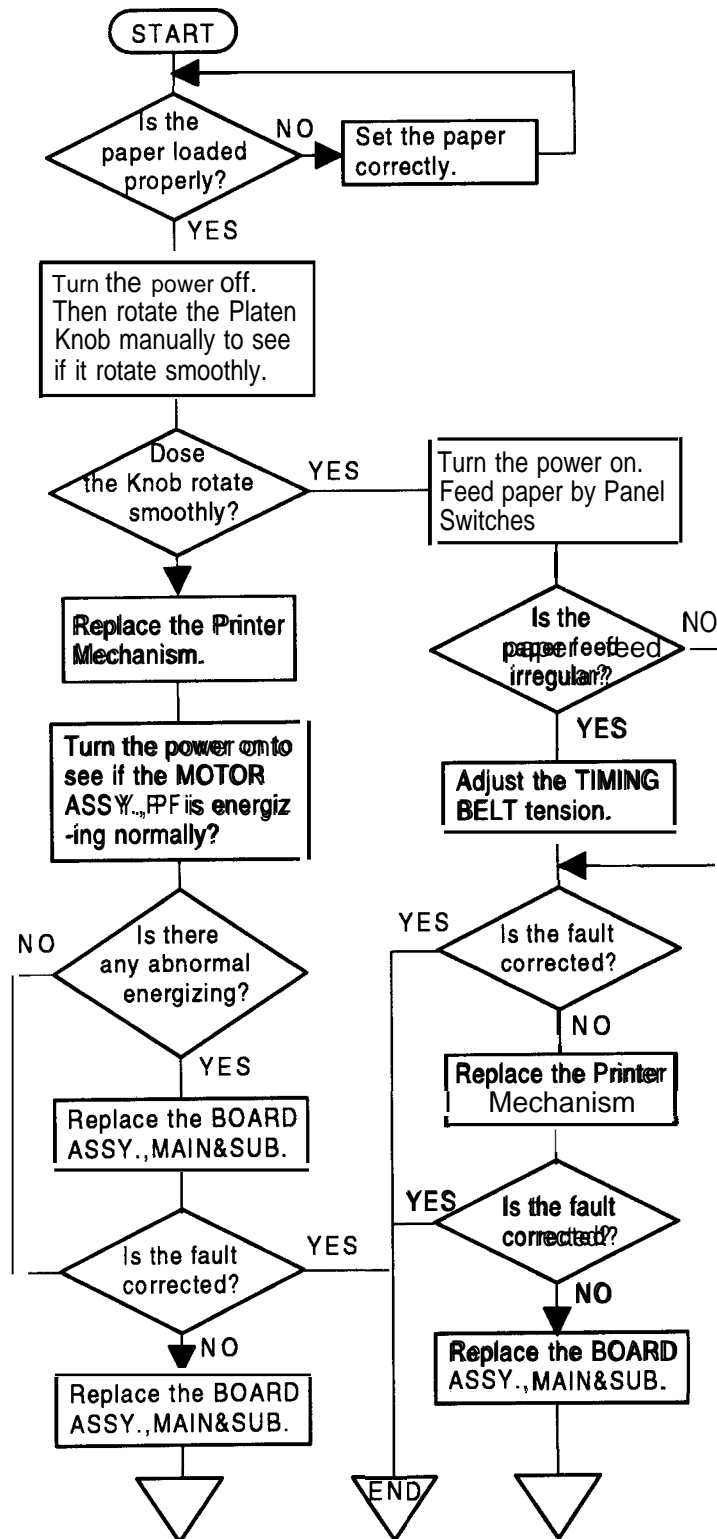 START
Is the
paper loaded
properly?
NO
Set the paper
correctly.
YES
Turn the power off.
Then rotate the Platen
Knob manually to see
if it rotate smoothly.
Dose
the Knob rotate
smoothly?
YES
Turn the power on.
Feed paper by Panel
Switches
Replace the Printer
Mechanism.
Is the
paper feed
irregular?
NO
YES
Turn the power on to
see if the MOTOR
ASSY.,PF is energiz
-ing normally?
Adjust the TIMING
BELT tension.
NO
Is there
any abnormal
energizing?
YES
YES
Is the fault
corrected?
NO
Replace the BOARD
ASSY.,MAIN&SUB.
Replace the Printer
Mechanism
Is the fault
corrected?
YES
YES
Is the fault
corrected?
NO
NO
Replace the BOARD
ASSY.,MAIN&SUB.
Replace the BOARD
ASSY.,MAIN&SUB.
END